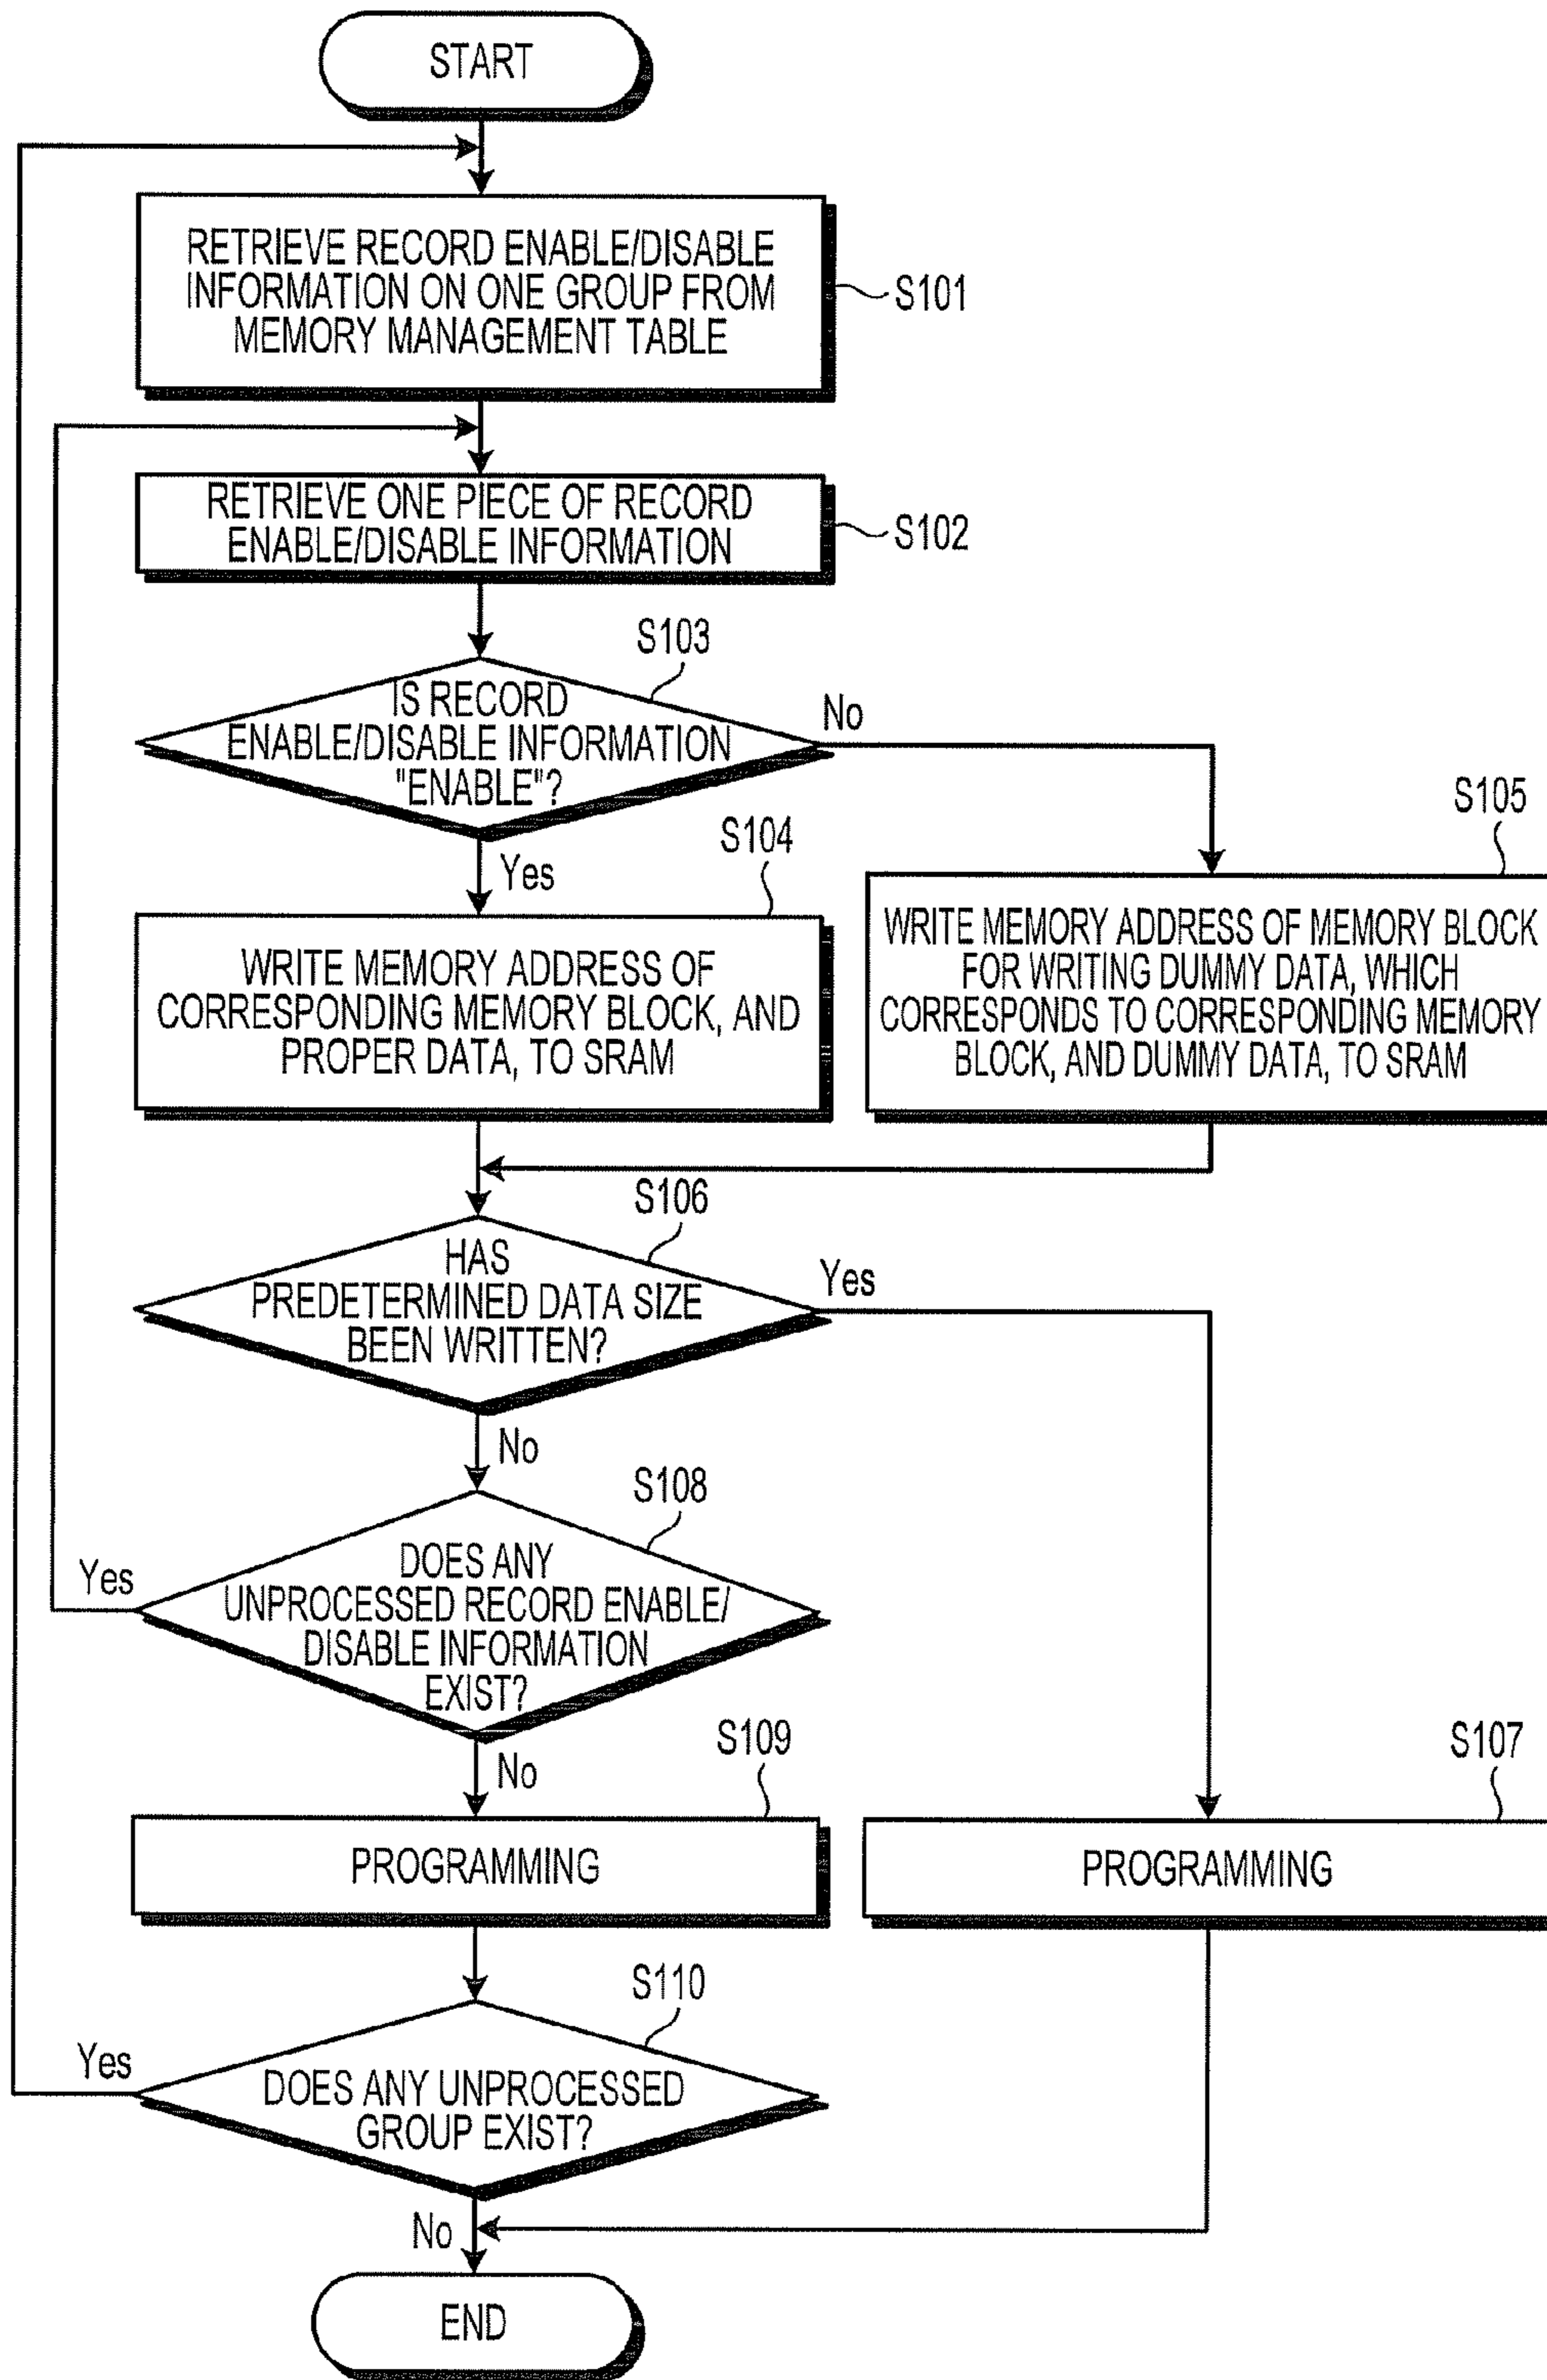 START
RETRIEVE RECORD ENABLE/DISABLE
INFORMATION ON ONE GROUP FROM
MEMORY MANAGEMENT TABLE
S101
RETRIEVE ONE PIECE OF RECORD
ENABLE/DISABLE INFORMATION
S102
S103
IS RECORD
ENABLE/DISABLE INFORMATION
"ENABLE"?
No
Yes
S104
WRITE MEMORY ADDRESS OF
CORRESPONDING MEMORY BLOCK, AND
PROPER DATA, TO SRAM
S105
WRITE MEMORY ADDRESS OF MEMORY BLOCK
FOR WRITING DUMMY DATA, WHICH
CORRESPONDS TO CORRESPONDING MEMORY
BLOCK, AND DUMMY DATA, TO SRAM
S106
HAS
PREDETERMINED DATA SIZE
BEEN WRITTEN?
Yes
No
S108
DOES ANY
UNPROCESSED RECORD ENABLE/
DISABLE INFORMATION
EXIST?
Yes
No
S109
PROGRAMMING
S107
PROGRAMMING
S110
DOES ANY UNPROCESSED
GROUP EXIST?
Yes
No
END